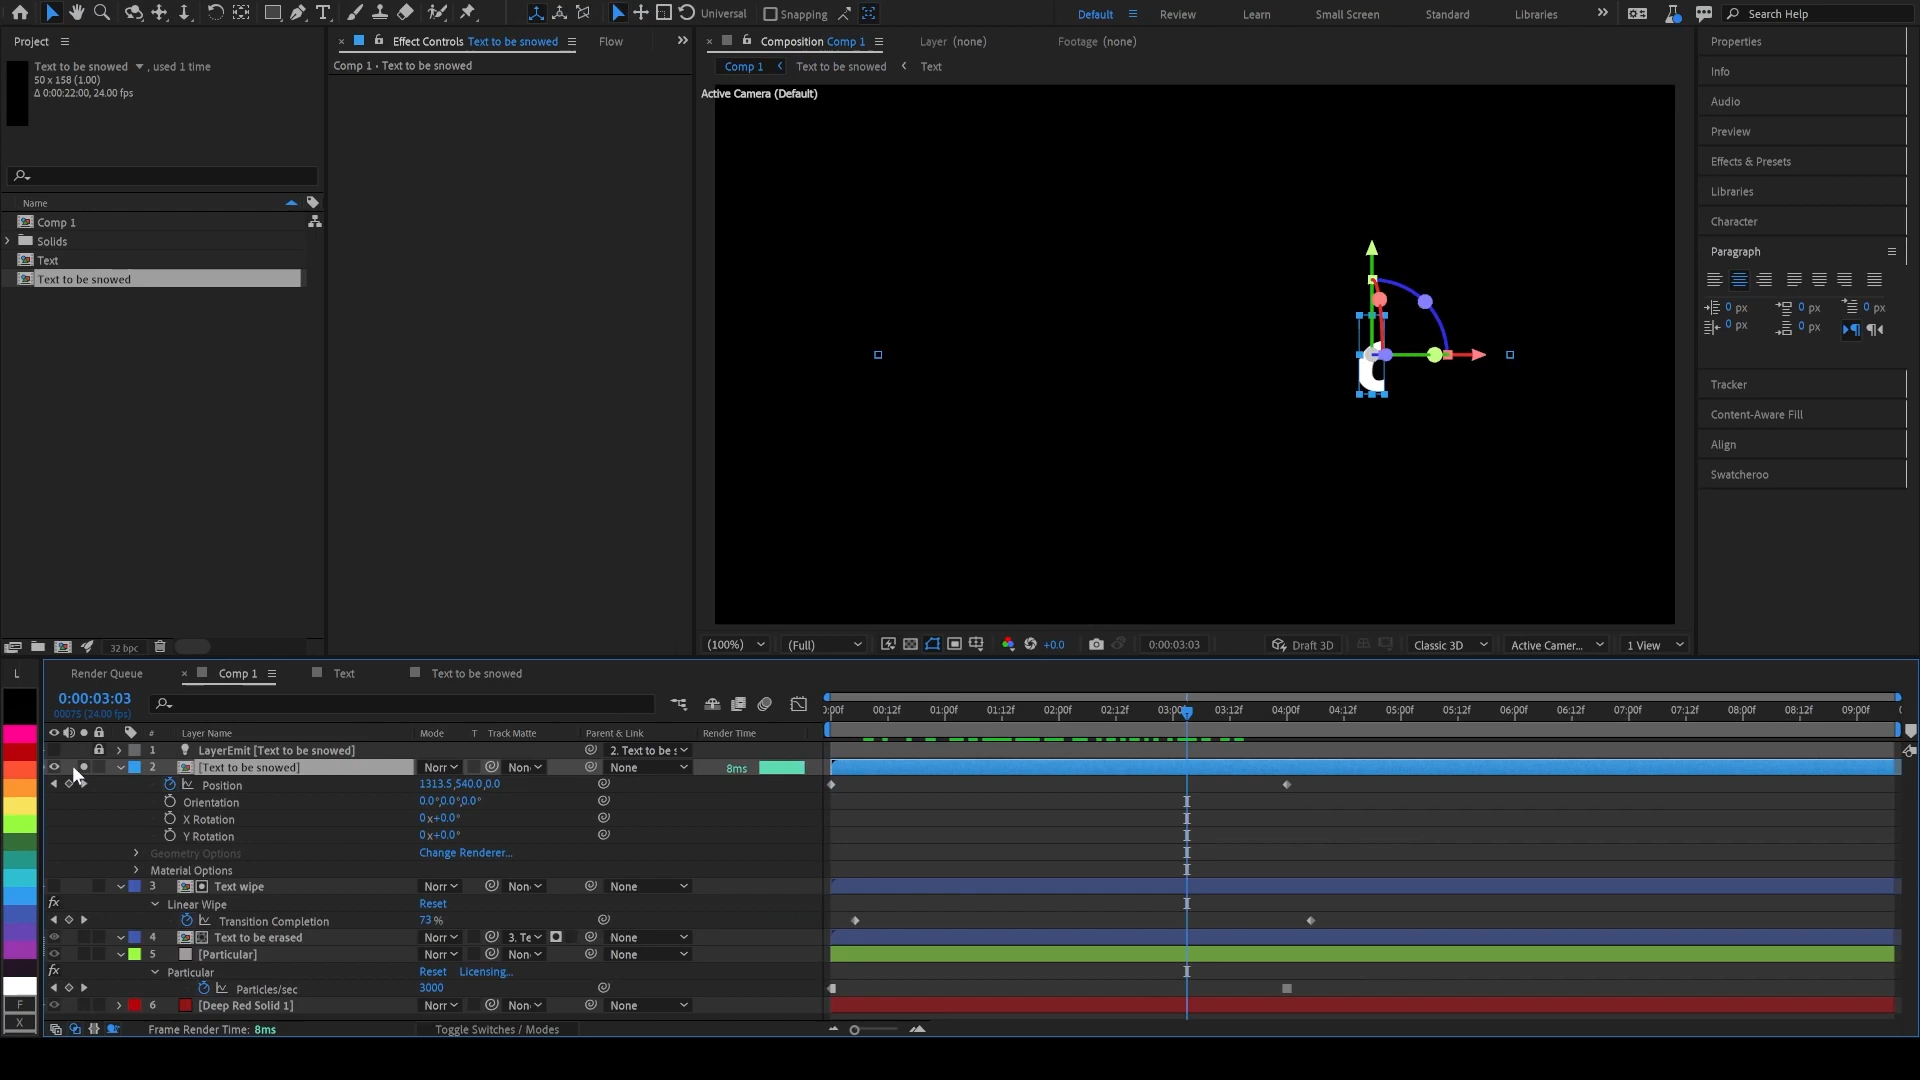 Universal
Snapping
Default
Review
Learn
Small Screen
Standard
Libraries
Search Help
Project
Text to be snowed , used 1 time
50 x 158 (1.00)
Δ 0:00:22:00, 24.00 fps
Name
Comp 1
Solids
Text
Text to be snowed
32 bpc
Effect Controls Text to be snowed
Flow
Comp 1 • Text to be snowed
Composition Comp 1
Layer (none)
Footage (none)
Comp 1
Text to be snowed
Text
Active Camera (Default)
(100%)
(Full)
+0.0
0:00:03:03
Draft 3D
Classic 3D
Active Camer...
1 View
Properties
Info
Audio
Preview
Effects & Presets
Libraries
Character
Paragraph
0 px 0 px 0 px
0 px 0 px
Tracker
Content-Aware Fill
Align
Swatcheroo
L
F
X
Render Queue
Comp 1
Text
Text to be snowed
0:00:03:03
00075 (24.00 fps)
:00f 00:12f 01:00f 01:12f 02:00f 02:12f 03:00f 03:12f 04:00f 04:12f 05:00f 05:12f 06:00f 06:12f 07:00f 07:12f 08:00f 08:12f 09:00f
# Layer Name Mode T Track Matte Parent & Link Render Time
1 LayerEmit [Text to be snowed] 2. Text to be s
2 [Text to be snowed] Norr Non None 8ms
Position 1313.5,540.0,0.0
Orientation 0.0°,0.0°,0.0°
X Rotation 0x+0.0°
Y Rotation 0x+0.0°
Geometry Options Change Renderer...
Material Options
3 Text wipe Norr Non None
fx Linear Wipe Reset
Transition Completion 73 %
4 Text to be erased Norr 3. Te None
5 [Particular] Norr Non None
fx Particular Reset Licensing...
Particles/sec 3000
6 [Deep Red Solid 1] Norr Non None
Frame Render Time: 8ms
Toggle Switches / Modes